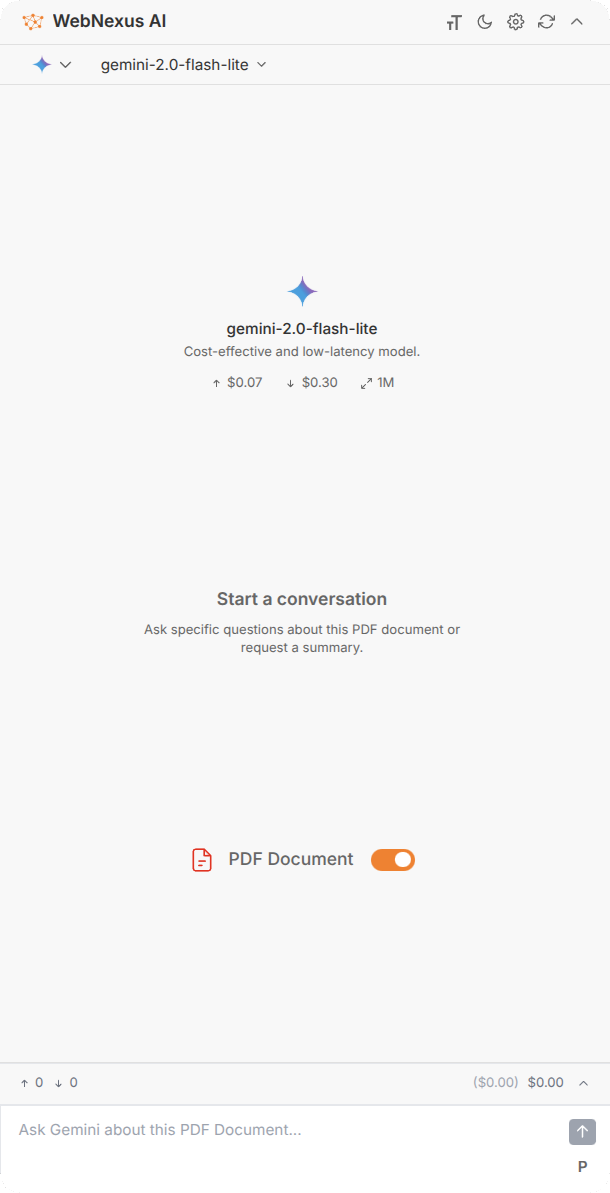 WebNexus AI
gemini-2.0-flash-lite
gemini-2.0-flash-lite
Cost-effective and low-latency model.
↑ $0.07 ↓ $0.30 1M
Start a conversation
Ask specific questions about this PDF document or
request a summary.
PDF Document
↑ 0 ↓ 0 ($0.00) $0.00
Ask Gemini about this PDF Document...
P